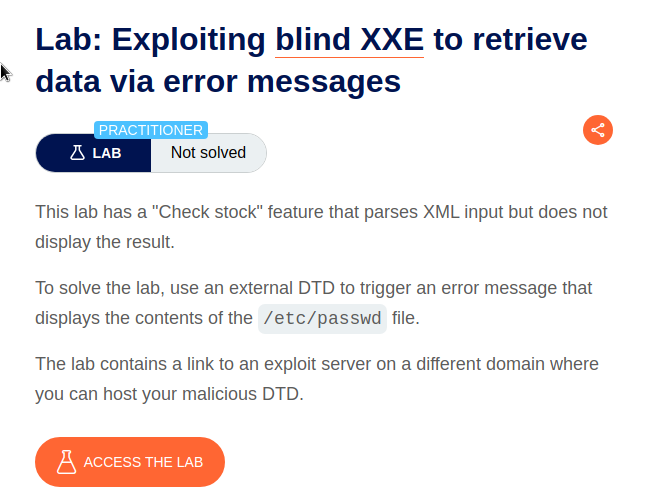 Lab: Exploiting blind XXE to retrieve
data via error messages
PRACTITIONER
LAB
Not solved
This lab has a "Check stock" feature that parses XML input but does not
display the result.
To solve the lab, use an external DTD to trigger an error message that
displays the contents of the /etc/passwd file.
The lab contains a link to an exploit server on a different domain where
you can host your malicious DTD.
ACCESS THE LAB